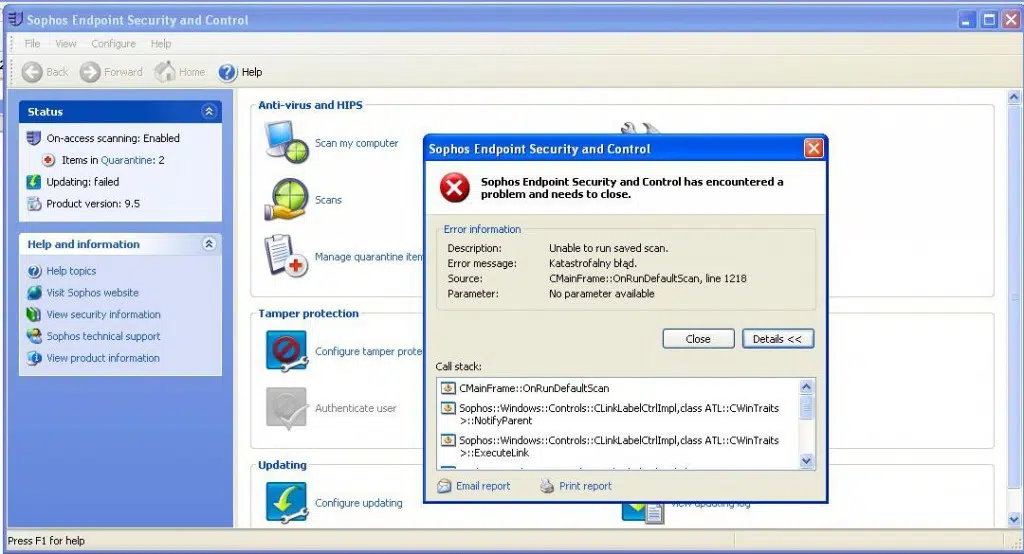 Sophos Endpoint Security and Control
File View Configure Help
Back Forward Home Help
Status
On-access scanning: Enabled
Items in Quarantine: 2
Updating: failed
Product version: 9.5
Help and information
Help topics
Visit Sophos website
View security information
Sophos technical support
View product information
Anti-virus and HIPS
Scan my computer
Scans
Manage quarantine iten
Tamper protection
Configure tamper prote
Authenticate user
Updating
Configure updating
View updating log
Sophos Endpoint Security and Control
Sophos Endpoint Security and Control has encountered a
problem and needs to close.
Error information
Description: Unable to run saved scan.
Error message: Katastrofalny błąd.
Source: CMainFrame::OnRunDefaultScan, line 1218
Parameter: No parameter available
Close Details <<
Call stack:
CMainFrame::OnRunDefaultScan
Sophos::Windows::Controls::CLinkLabelCtrlImpl,class ATL::CWinTraits
>::NotifyParent
Sophos::Windows::Controls::CLinkLabelCtrlImpl,class ATL::CWinTraits
>::ExecuteLink
Email report Print report
Press F1 for help